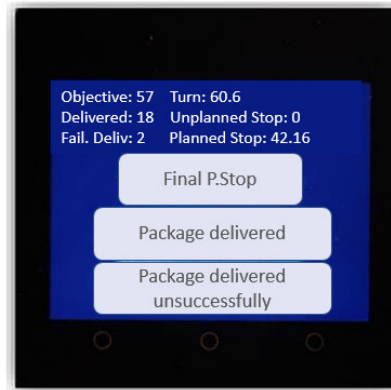 Objective: 57 Turn: 60.6
Delivered: 18 Unplanned Stop: 0
Fail. Deliv: 2 Planned Stop: 42.16
Final P.Stop
Package delivered
Package delivered
unsuccessfully